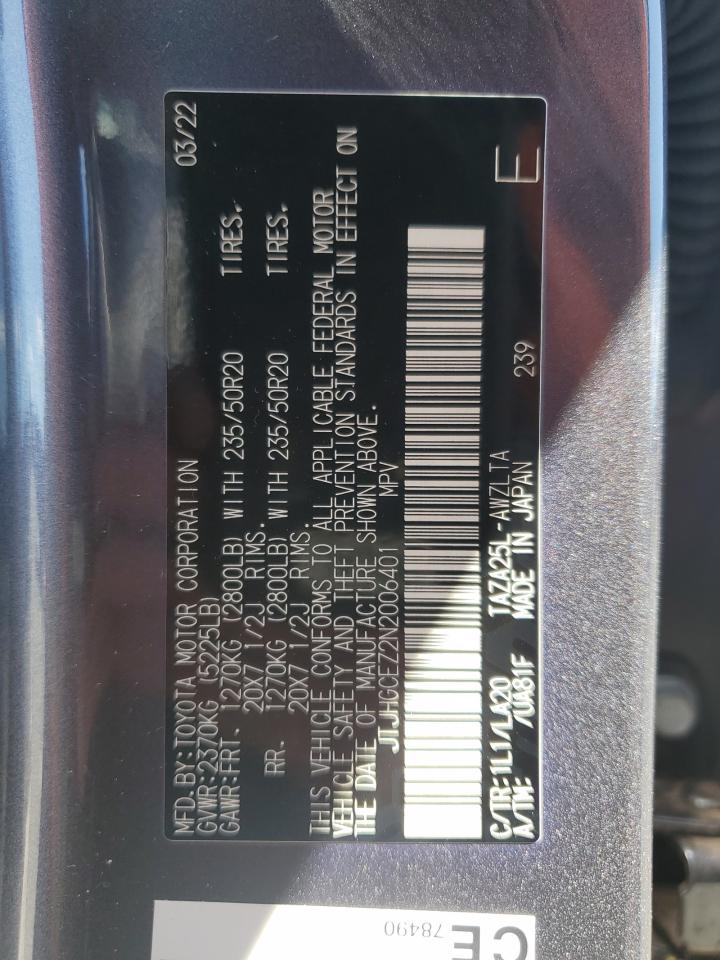 MFD. BY: TOYOTA MOTOR CORPORATION 03/22
GVWR: 2370KG (5225LB)
GAWR: FRT. 1270KG (2800LB) WITH 235/50R20 TIRES.
20X7 1/2J RIMS.
RR. 1270KG (2800LB) WITH 235/50R20 TIRES.
20X7 1/2J RIMS.
THIS VEHICLE CONFORMS TO ALL APPLICABLE FEDERAL MOTOR
VEHICLE SAFETY AND THEFT PREVENTION STANDARDS IN EFFECT ON
THE DATE OF MANUFACTURE SHOWN ABOVE.
JTJHGCEZ2N2006401 MPV
C/TR: 1L1/LA20 TAZA25L-AWZLTA
A/TM: /UA81F MADE IN JAPAN 239 E
CE
78490